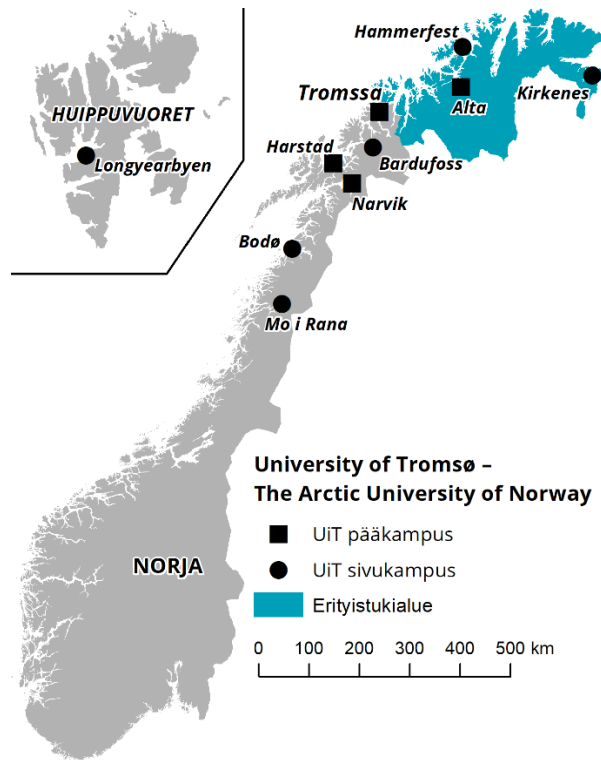 Hammerfest
HUIPPUVUORET
Longyearbyen
Tromssa
Alta
Kirkenes
Harstad
Bardufoss
Narvik
Bodø
Mo i Rana
NORJA
University of Tromsø –
The Arctic University of Norway
UiT pääkampus
UiT sivukampus
Erityistukialue
0 100 200 300 400 500 km